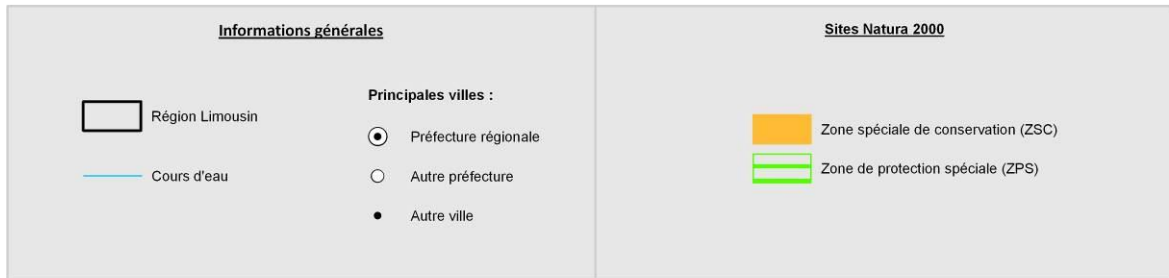 Informations générales
Région Limousin
Cours d'eau
Principales villes :
Préfecture régionale
Autre préfecture
Autre ville
Sites Natura 2000
Zone spéciale de conservation (ZSC)
Zone de protection spéciale (ZPS)